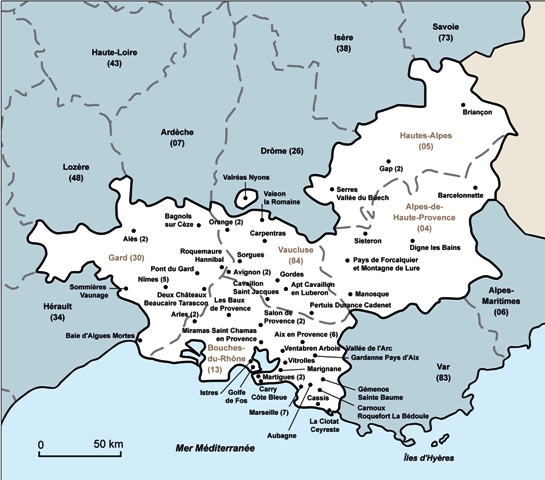 Savoie
(73)
Isère
(38)
Haute-Loire
(43)
Briançon
Ardèche
(07)
Hautes-Alpes
(05)
Drôme (26)
Lozère
(48)
Gap (2)
Valréas Nyons
Serres
Vallée du Buech
Barcelonnette
Vaison
la Romaine
Alpes-de-
Haute-Provence
(04)
Bagnols
sur Cèze
Orange (2)
Carpentras
Sisteron
Alès (2)
Digne les Bains
Roquemaure
Hannibal
Sorgues
Vaucluse
(84)
Gard (30)
Pays de Forcalquier
et Montagne de Lure
Pont du Gard
Avignon (2)
Gordes
Nîmes (5)
Cavaillon
Saint Jacques
Apt Cavaillon
en Luberon
Sommières
Vaunage
Deux Châteaux
Beaucaire Tarascon
Les Baux
de Provence
Manosque
Alpes-
Maritimes
(06)
Hérault
(34)
Arles (2)
Salon de
Provence (2)
Pertuis Durance Cadenet
Baie d'Aigues Mortes
Miramas Saint Chamas
en Provence
Aix en Provence (6)
Bouches-
du-Rhône
(13)
Ventabren Arbois
Vallée de l'Arc
Gardanne Pays d'Aix
Vitrolles
Marignane
Var
(83)
Martigues (2)
Istres
Golfe
de Fos
Carry
Côte Bleue
Gémenos
Sainte Baume
Cassis
Carnoux
Roquefort La Bédoule
Marseille (7)
La Ciotat
Ceyreste
Aubagne
0
50 km
Mer Méditerranée
Îles d'Hyères